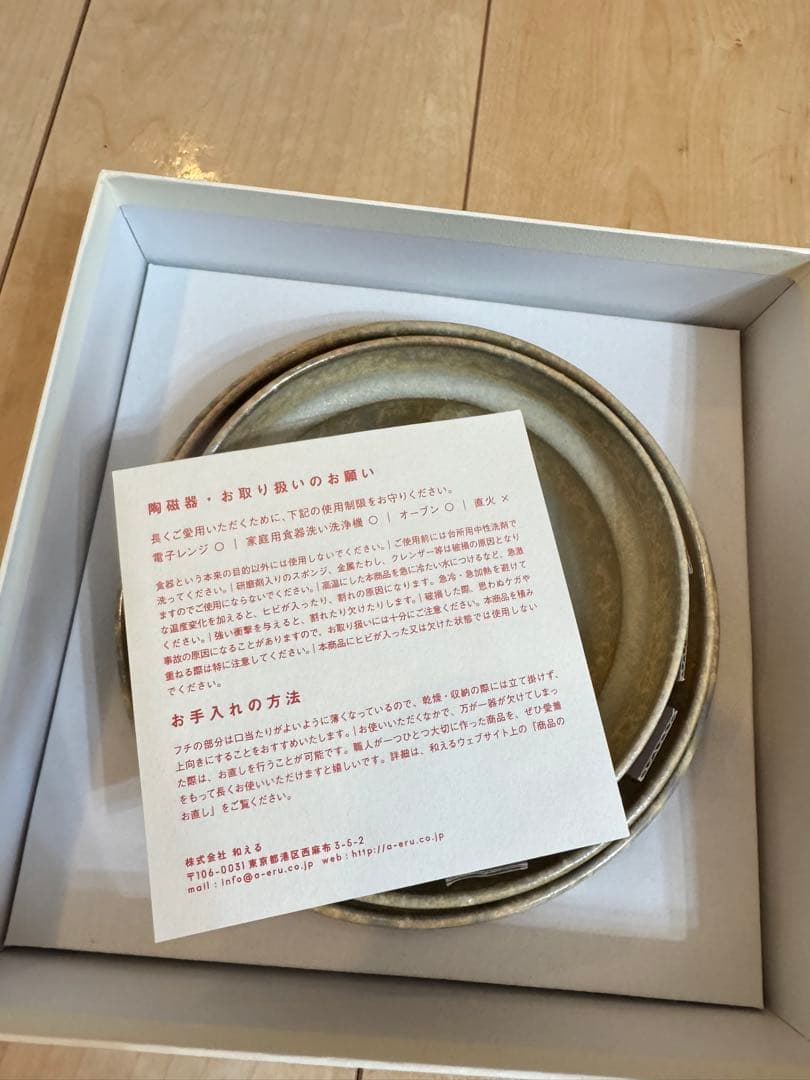 陶磁器・お取り扱いのお願い
長くご愛用いただくために、下記の使用制限をお守りください。
電子レンジ 〇 | 家庭用食器洗い洗浄機 〇 | オーブン 〇 | 直火 ×
食器という本来の目的以外には使用しないでください。| ご使用前には台所用中性洗剤で
洗ってください。| 研磨剤入りのスポンジ、金属たわし、クレンザー等は破損の原因となり
ますのでご使用にならないでください。| 高温にした本商品を急に冷たい水につけるなど、急激
な温度変化を加えると、ヒビが入ったり、割れの原因になります。急冷・急加熱を避けて
ください。| 強い衝撃を与えると、割れたり欠けたりします。| 破損した際、思わぬケガや
事故の原因になることがありますので、お取り扱いには十分にご注意ください。本商品を積み
重ねる際は特に注意してください。| 本商品にヒビが入った又は欠けた状態では使用しない
でください。
お手入れの方法
フチの部分は口当たりがよいように薄くなっているので、乾燥・収納の際には立て掛けず、
上向きにすることをおすすめいたします。| お使いいただくなかで、万が一器が欠けてしまっ
た際は、お直しを行うことが可能です。職人が一つひとつ大切に作った商品を、ぜひ愛着
をもって長くお使いいただけますと嬉しいです。詳細は、和えるウェブサイト上の「商品の
お直し」をご覧ください。
株式会社 和える
〒106-0031 東京都港区西麻布 3-5-2
mail : info@a-eru.co.jp web : http://a-eru.co.jp